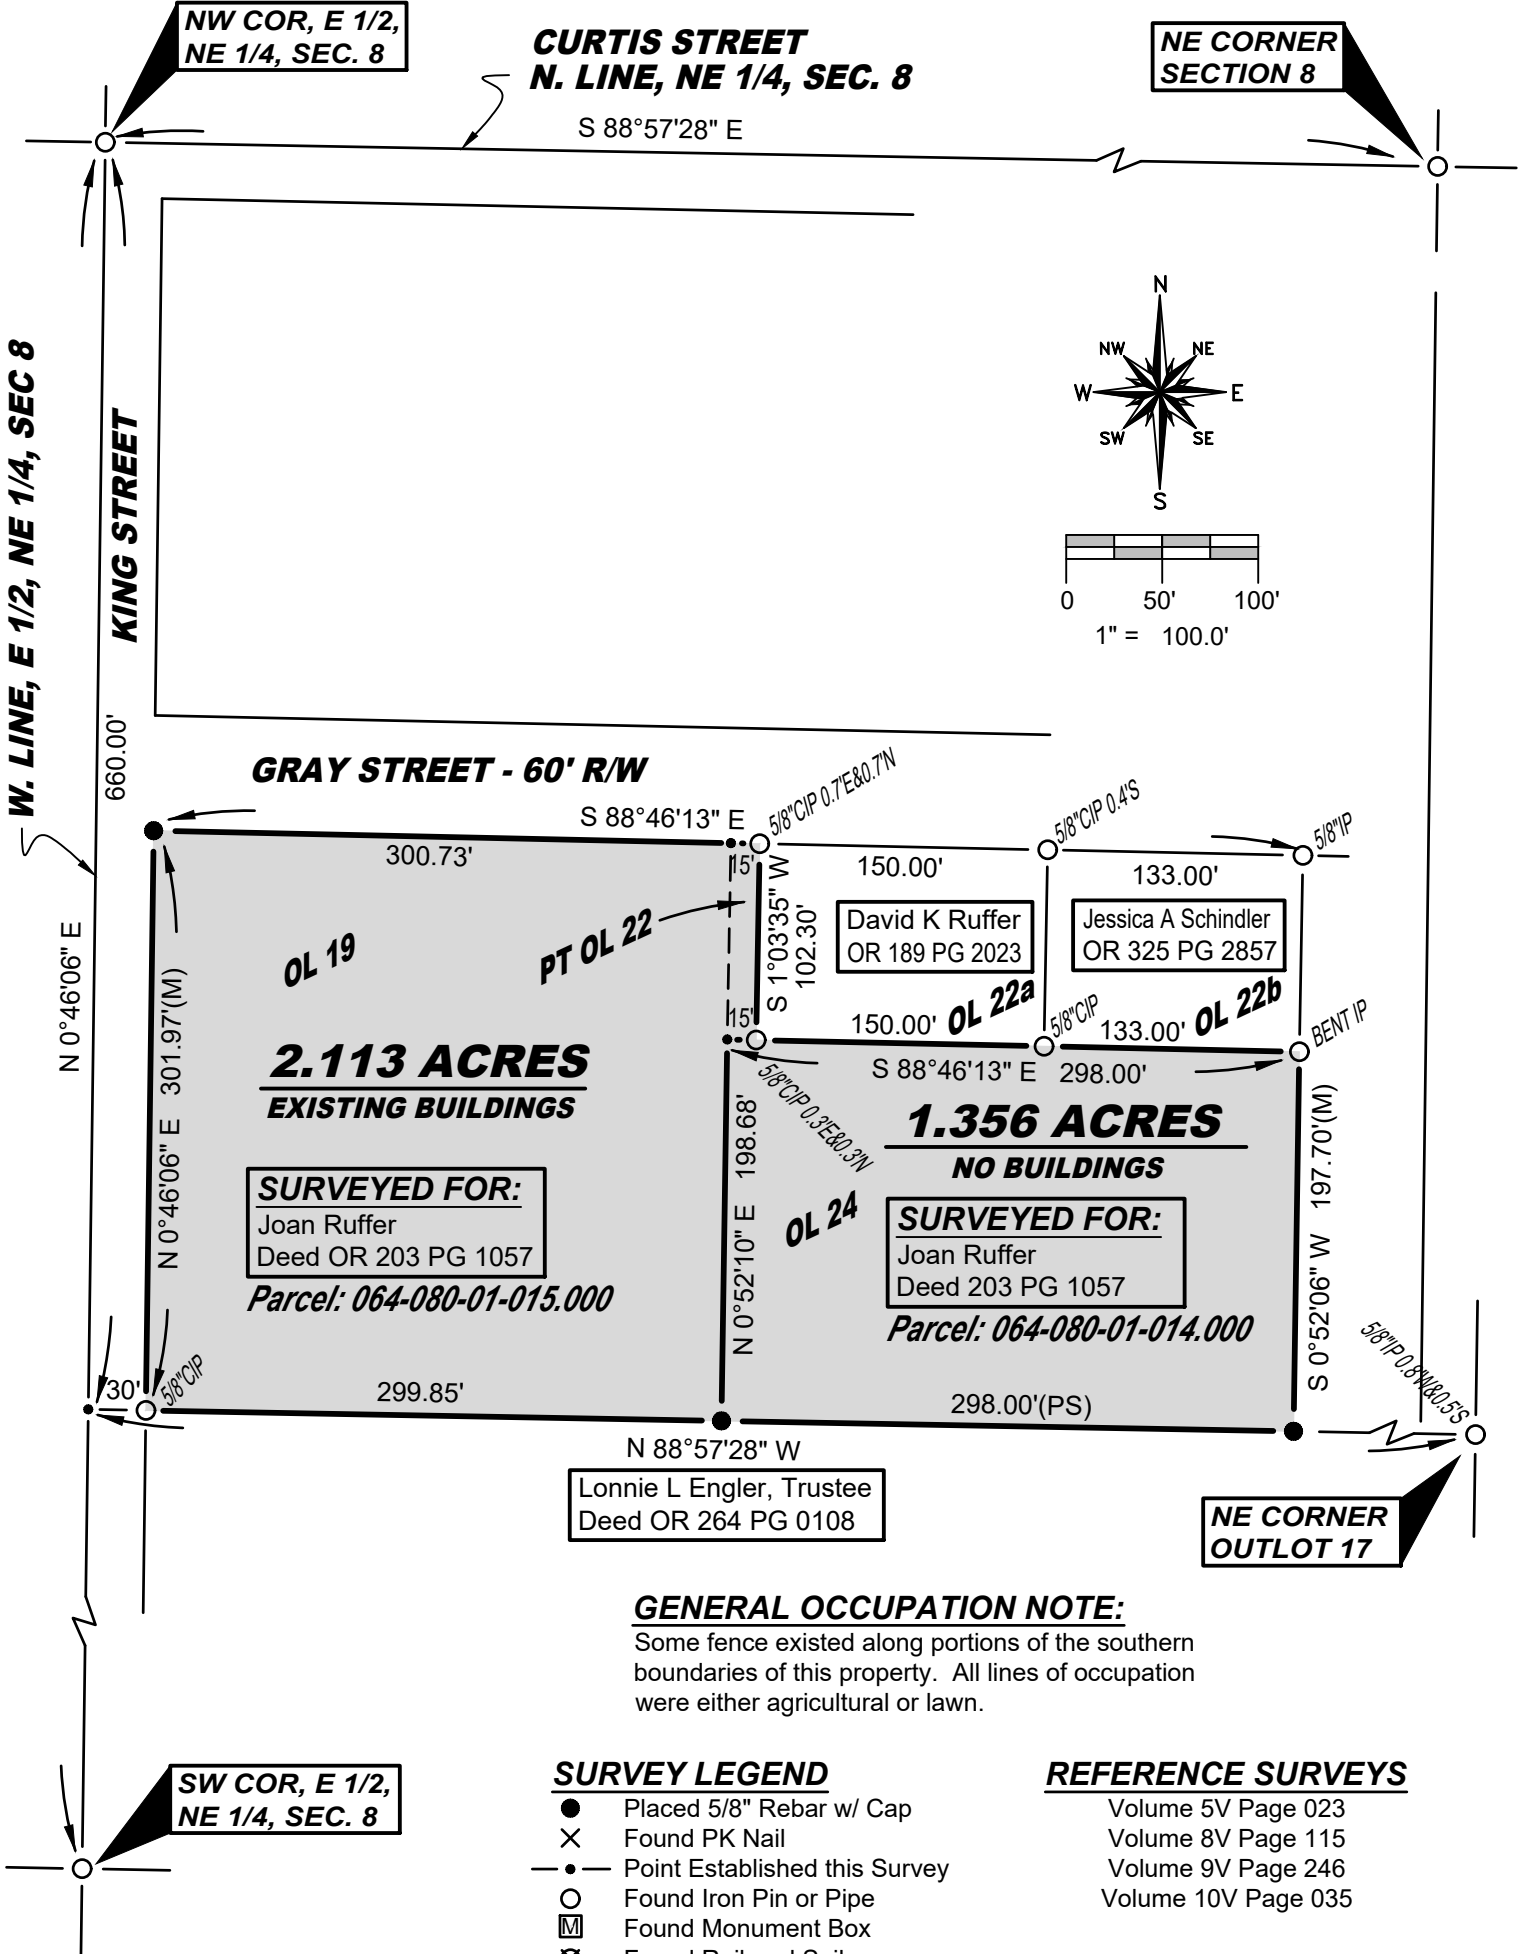 NW COR, E 1/2,
NE 1/4, SEC. 8
CURTIS STREET
N. LINE, NE 1/4, SEC. 8
S 88°57'28" E
NE CORNER
SECTION 8
W. LINE, E 1/2, NE 1/4, SEC 8
KING STREET
N
NW
NE
W
E
SW
SE
S
0
50'
100'
1" = 100.0'
660.00'
N 0°46'06" E
GRAY STREET - 60' R/W
S 88°46'13" E
300.73'
5/8"CIP 0.7'E&0.7'N
5/8"CIP 0.4'S
5/8"IP
15'
150.00'
133.00'
S 1°03'35" W
102.30'
David K Ruffer
OR 189 PG 2023
Jessica A Schindler
OR 325 PG 2857
OL 19
PT OL 22
OL 22a
OL 22b
15'
150.00'
5/8"CIP
133.00'
BENT IP
S 88°46'13" E 298.00'
5/8"CIP 0.3'E&0.3'N
N 0°46'06" E 301.97'(M)
2.113 ACRES
EXISTING BUILDINGS
1.356 ACRES
NO BUILDINGS
N 0°52'10" E 198.68'
S 0°52'06" W 197.70'(M)
OL 24
SURVEYED FOR:
Joan Ruffer
Deed OR 203 PG 1057
Parcel: 064-080-01-015.000
SURVEYED FOR:
Joan Ruffer
Deed 203 PG 1057
Parcel: 064-080-01-014.000
30'
5/8"CIP
299.85'
298.00'(PS)
5/8"IP 0.8'W&0.5'S
N 88°57'28" W
Lonnie L Engler, Trustee
Deed OR 264 PG 0108
NE CORNER
OUTLOT 17
GENERAL OCCUPATION NOTE:
Some fence existed along portions of the southern
boundaries of this property. All lines of occupation
were either agricultural or lawn.
SW COR, E 1/2,
NE 1/4, SEC. 8
SURVEY LEGEND
Placed 5/8" Rebar w/ Cap
Found PK Nail
Point Established this Survey
Found Iron Pin or Pipe
M Found Monument Box
REFERENCE SURVEYS
Volume 5V Page 023
Volume 8V Page 115
Volume 9V Page 246
Volume 10V Page 035